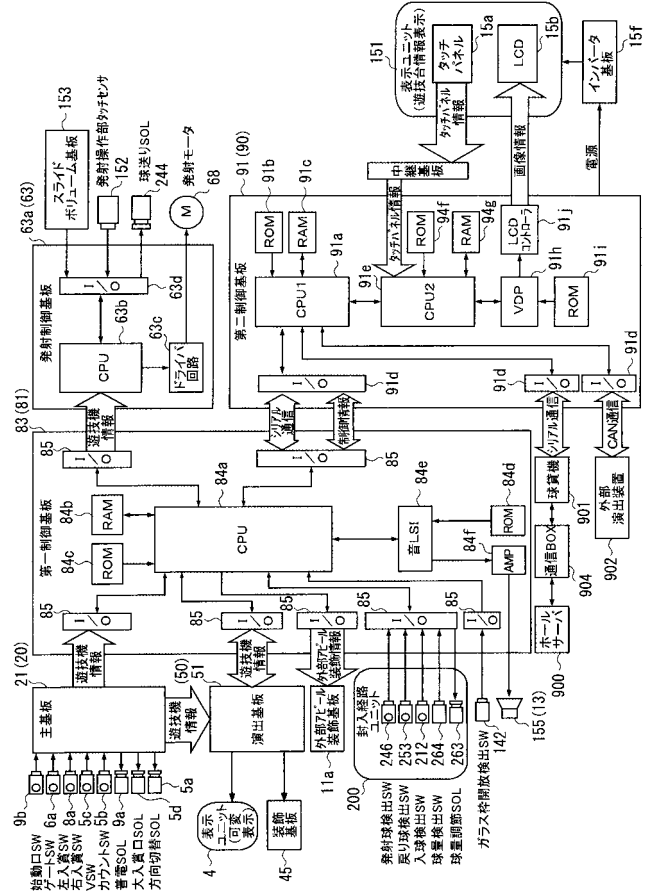 始動口SW
ゲートSW
左入賞SW
右入賞SW
VSW
カウントSW
普電SOL
大入賞口SOL
方向切替SOL
9b
6a
8a
5c
5b
9a
5d
5a
21 (20)
主基板
遊技機
情報
遊技機
情報
(50)
51
演出基板
表示
ユニット
(可変
表示)
4
装飾
基板
45
遊技機
情報
外部アピール
装飾情報
外部アピール
装飾基板
11a
封入経路
ユニット
200
246
253
212
264
263
発射球検出SW
戻り球検出SW
入球検出SW
球量検出SW
球量調節SOL
142
ガラス枠開放検出SW
155 (13)
83 (81)
第一制御基板
85
I/O
85
I/O
85
I/O
85
I/O
85
I/O
85
I/O
85
I/O
84c
ROM
84b
RAM
84a
CPU
84e
音LSI
84d
ROM
84f
AMP
遊技機
情報
シリアル
通信
制御情報
63a (63)
発射制御基板
63b
CPU
63c
ドライバ
回路
63d
I/O
スライド
ボリューム基板
153
発射操作部タッチセンサ
152
球送りSOL
244
発射モータ
M
68
91 (90)
第二制御基板
91b
ROM
91c
RAM
91a
CPU1
91e
CPU2
94f
ROM
94g
RAM
91h
VDP
91i
ROM
91j
LCD
コントローラ
91d
I/O
91d
I/O
91d
I/O
タッチパネル情報
中継基板
タッチパネル
情報
画像情報
電源
151
表示ユニット
(遊技台情報表示)
15a
タッチ
パネル
15b
LCD
15f
インバータ
基板
シリアル通信
CAN通信
球貸機
901
外部
演出装置
902
通信BOX
904
ホール
サーバ
900